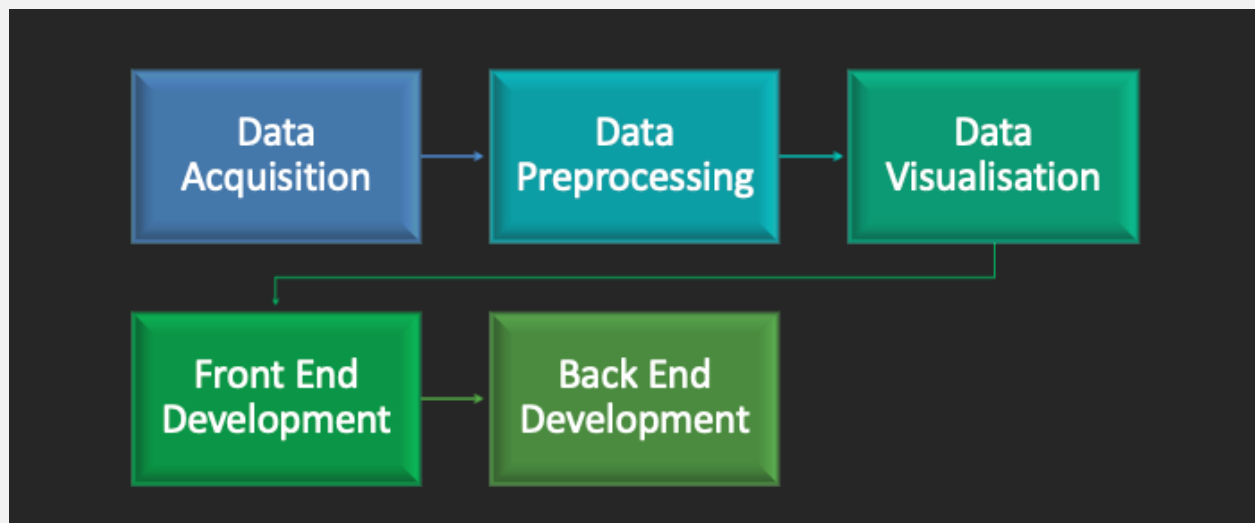 Data
Acquisition
Data
Preprocessing
Data
Visualisation
Front End
Development
Back End
Development